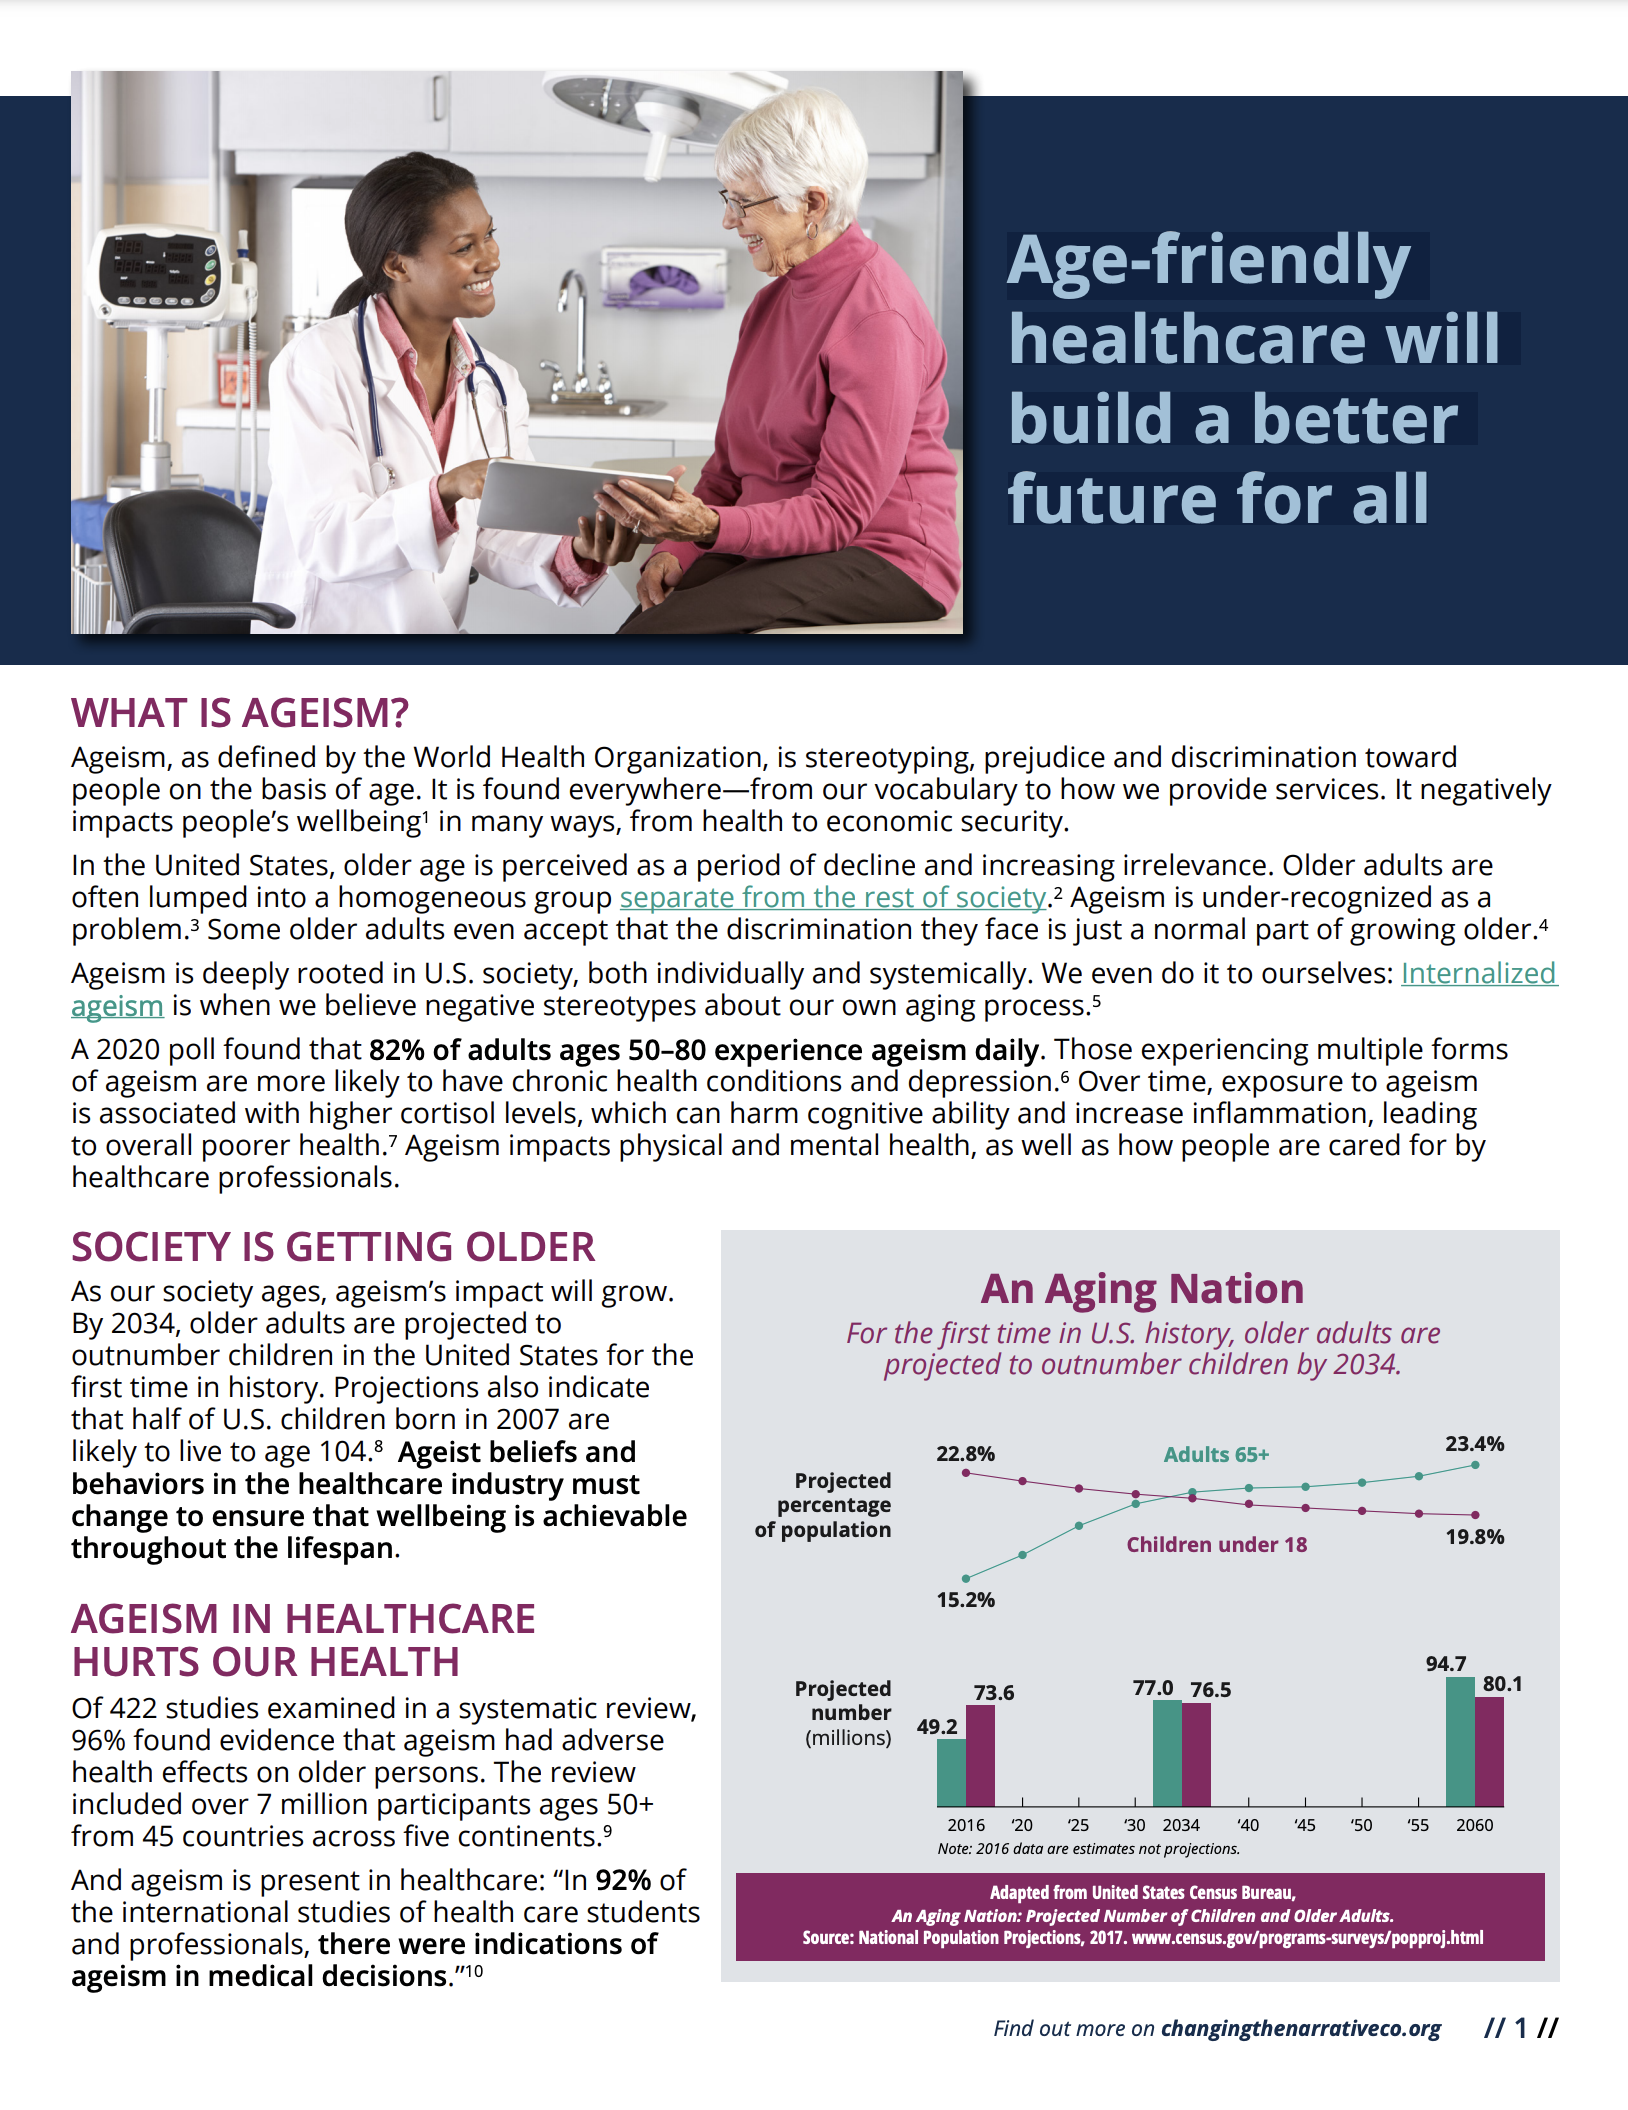 Age-friendly
healthcare will
build a better
future for all
WHAT IS AGEISM?
Ageism, as defined by the World Health Organization, is stereotyping, prejudice and discrimination toward
people on the basis of age. It is found everywhere—from our vocabulary to how we provide services. It negatively
impacts people’s wellbeing¹ in many ways, from health to economic security.
In the United States, older age is perceived as a period of decline and increasing irrelevance. Older adults are
often lumped into a homogeneous group separate from the rest of society.² Ageism is under-recognized as a
problem.³ Some older adults even accept that the discrimination they face is just a normal part of growing older.⁴
Ageism is deeply rooted in U.S. society, both individually and systemically. We even do it to ourselves: Internalized
ageism is when we believe negative stereotypes about our own aging process.⁵
A 2020 poll found that 82% of adults ages 50–80 experience ageism daily. Those experiencing multiple forms
of ageism are more likely to have chronic health conditions and depression.⁶ Over time, exposure to ageism
is associated with higher cortisol levels, which can harm cognitive ability and increase inflammation, leading
to overall poorer health.⁷ Ageism impacts physical and mental health, as well as how people are cared for by
healthcare professionals.
SOCIETY IS GETTING OLDER
As our society ages, ageism’s impact will grow.
By 2034, older adults are projected to
outnumber children in the United States for the
first time in history. Projections also indicate
that half of U.S. children born in 2007 are
likely to live to age 104.⁸ Ageist beliefs and
behaviors in the healthcare industry must
change to ensure that wellbeing is achievable
throughout the lifespan.
AGEISM IN HEALTHCARE
HURTS OUR HEALTH
Of 422 studies examined in a systematic review,
96% found evidence that ageism had adverse
health effects on older persons. The review
included over 7 million participants ages 50+
from 45 countries across five continents.⁹
And ageism is present in healthcare: “In 92% of
the international studies of health care students
and professionals, there were indications of
ageism in medical decisions.”¹⁰
An Aging Nation
For the first time in U.S. history, older adults are
projected to outnumber children by 2034.
Projected
percentage
of population
22.8%
Adults 65+
23.4%
Children under 18
19.8%
15.2%
Projected
number
(millions)
49.2
73.6
77.0 76.5
94.7
80.1
2016 ‘20 ‘25 ‘30 2034 ‘40 ‘45 ‘50 ‘55 2060
Note: 2016 data are estimates not projections.
Adapted from United States Census Bureau,
An Aging Nation: Projected Number of Children and Older Adults.
Source: National Population Projections, 2017. www.census.gov/programs-surveys/popproj.html
Find out more on changingthenarrativeco.org // 1 //